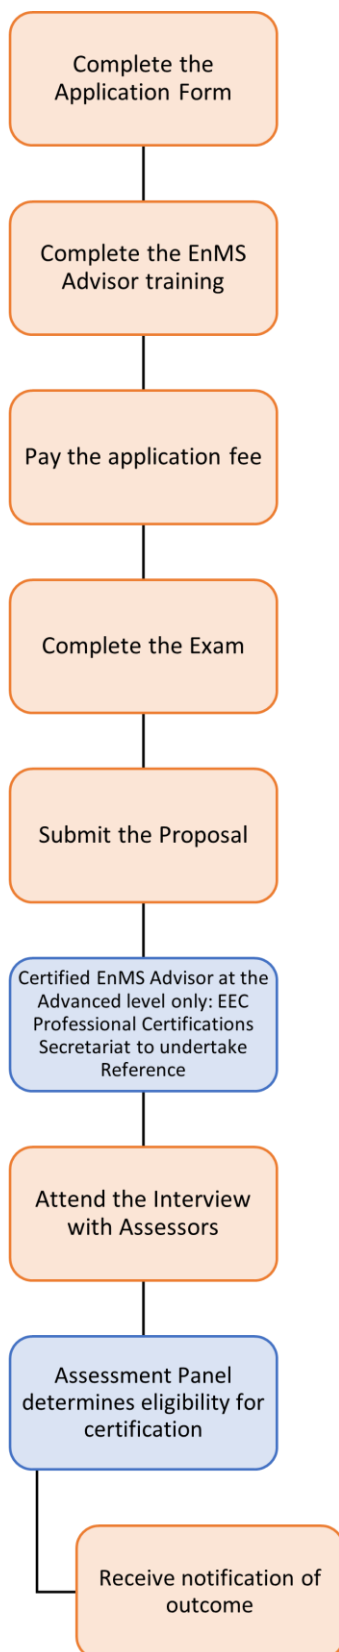 Complete the
Application Form
Complete the EnMS
Advisor training
Pay the application fee
Complete the Exam
Submit the Proposal
Certified EnMS Advisor at the
Advanced level only: EEC
Professional Certifications
Secretariat to undertake
Reference
Attend the Interview
with Assessors
Assessment Panel
determines eligibility for
certification
Receive notification of
outcome